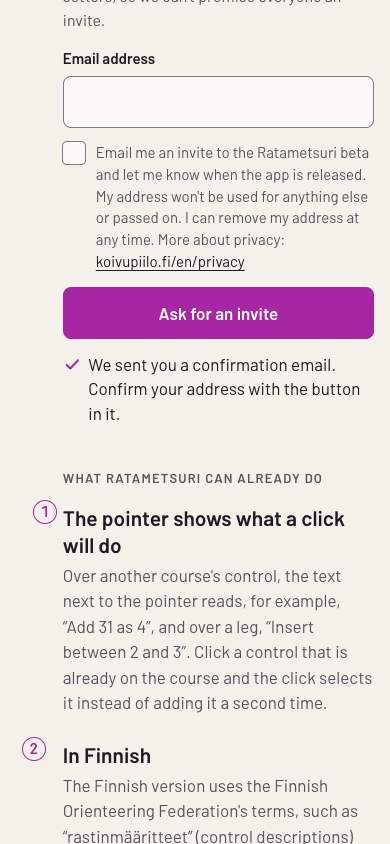 invite.
Email address
Email me an invite to the Ratametsuri beta
and let me know when the app is released.
My address won't be used for anything else
or passed on. I can remove my address at
any time. More about privacy:
koivupiilo.fi/en/privacy
Ask for an invite
We sent you a confirmation email.
Confirm your address with the button
in it.
WHAT RATAMETSURI CAN ALREADY DO
1
The pointer shows what a click
will do
Over another course's control, the text
next to the pointer reads, for example,
“Add 31 as 4”, and over a leg, “Insert
between 2 and 3”. Click a control that is
already on the course and the click selects
it instead of adding it a second time.
2
In Finnish
The Finnish version uses the Finnish
Orienteering Federation's terms, such as
“rastinmääritteet” (control descriptions)